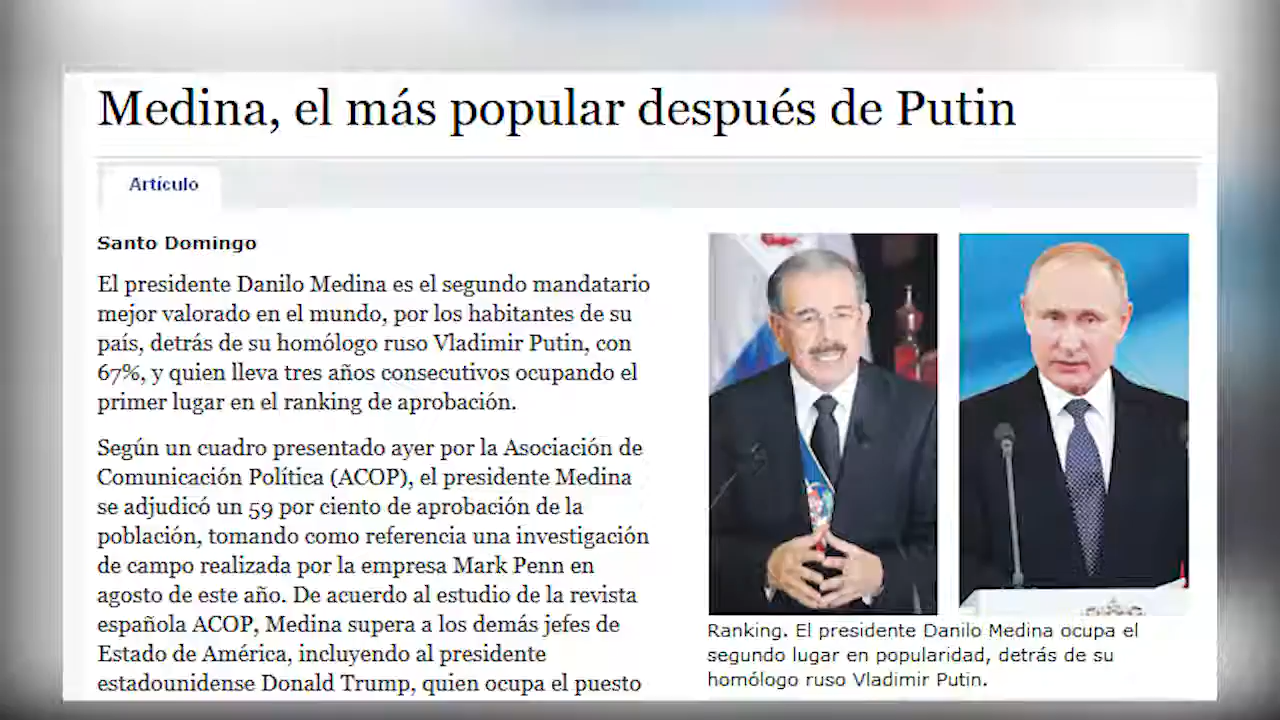 Medina, el más popular después de Putin
Artículo
Santo Domingo
El presidente Danilo Medina es el segundo mandatario
mejor valorado en el mundo, por los habitantes de su
país, detrás de su homólogo ruso Vladimir Putin, con
67%, y quien lleva tres años consecutivos ocupando el
primer lugar en el ranking de aprobación.
Según un cuadro presentado ayer por la Asociación de
Comunicación Política (ACOP), el presidente Medina
se adjudicó un 59 por ciento de aprobación de la
población, tomando como referencia una investigación
de campo realizada por la empresa Mark Penn en
agosto de este año. De acuerdo al estudio de la revista
española ACOP, Medina supera a los demás jefes de
Estado de América, incluyendo al presidente
estadounidense Donald Trump, quien ocupa el puesto
Ranking. El presidente Danilo Medina ocupa el
segundo lugar en popularidad, detrás de su
homólogo ruso Vladimir Putin.